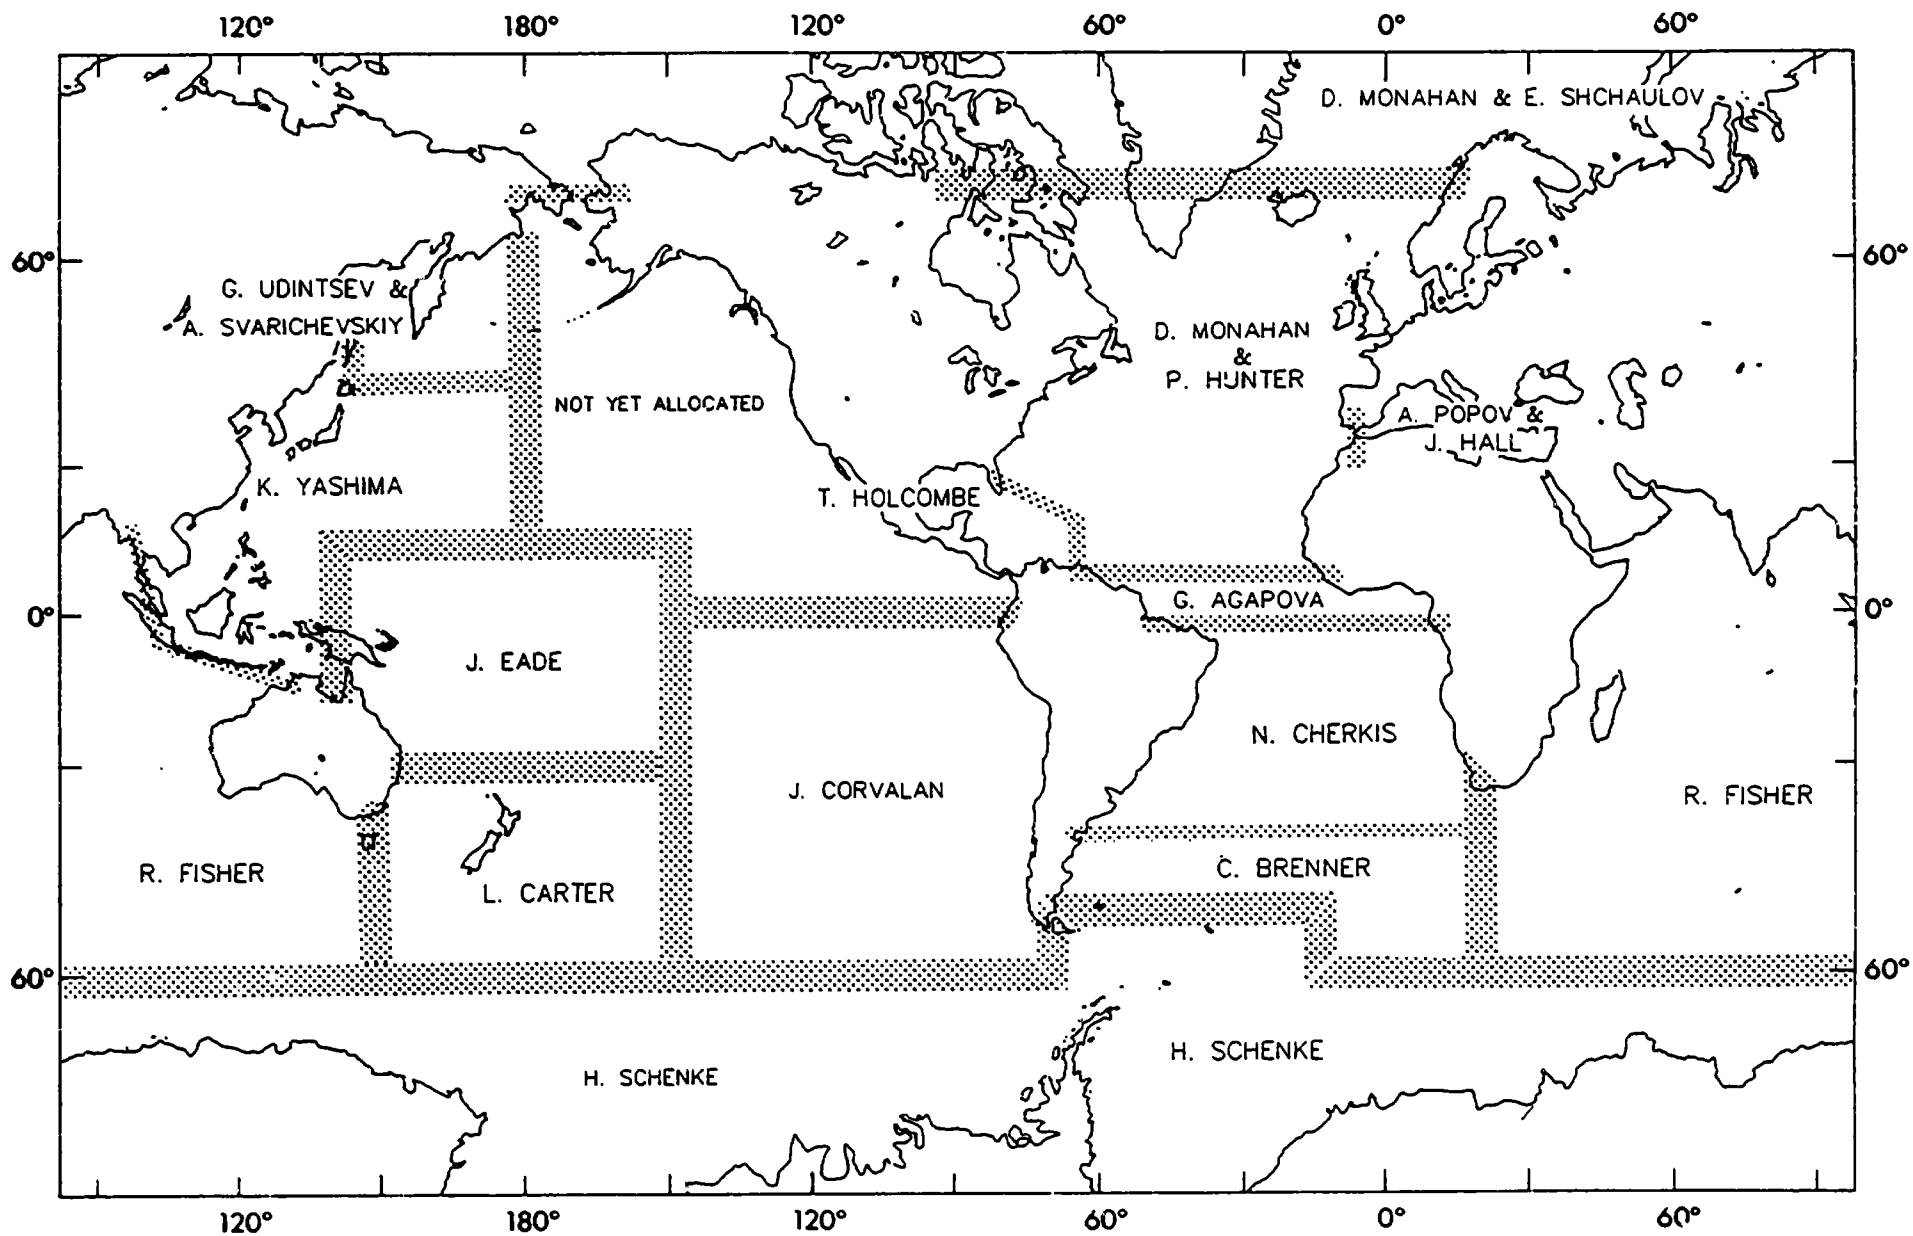 120° 180° 120° 60° 0° 60°
D. MONAHAN & E. SHCHAULOV
60° 60°
G. UDINTSEV &
A. SVARICHEVSKIY
D. MONAHAN
&
P. HUNTER
NOT YET ALLOCATED
A. POPOV &
J. HALL
K. YASHIMA
T. HOLCOMBE
G. AGAPOVA
0° 0°
J. EADE
N. CHERKIS
J. CORVALAN
R. FISHER
C. BRENNER
R. FISHER
L. CARTER
60° 60°
H. SCHENKE
H. SCHENKE
120° 180° 120° 60° 0° 60°